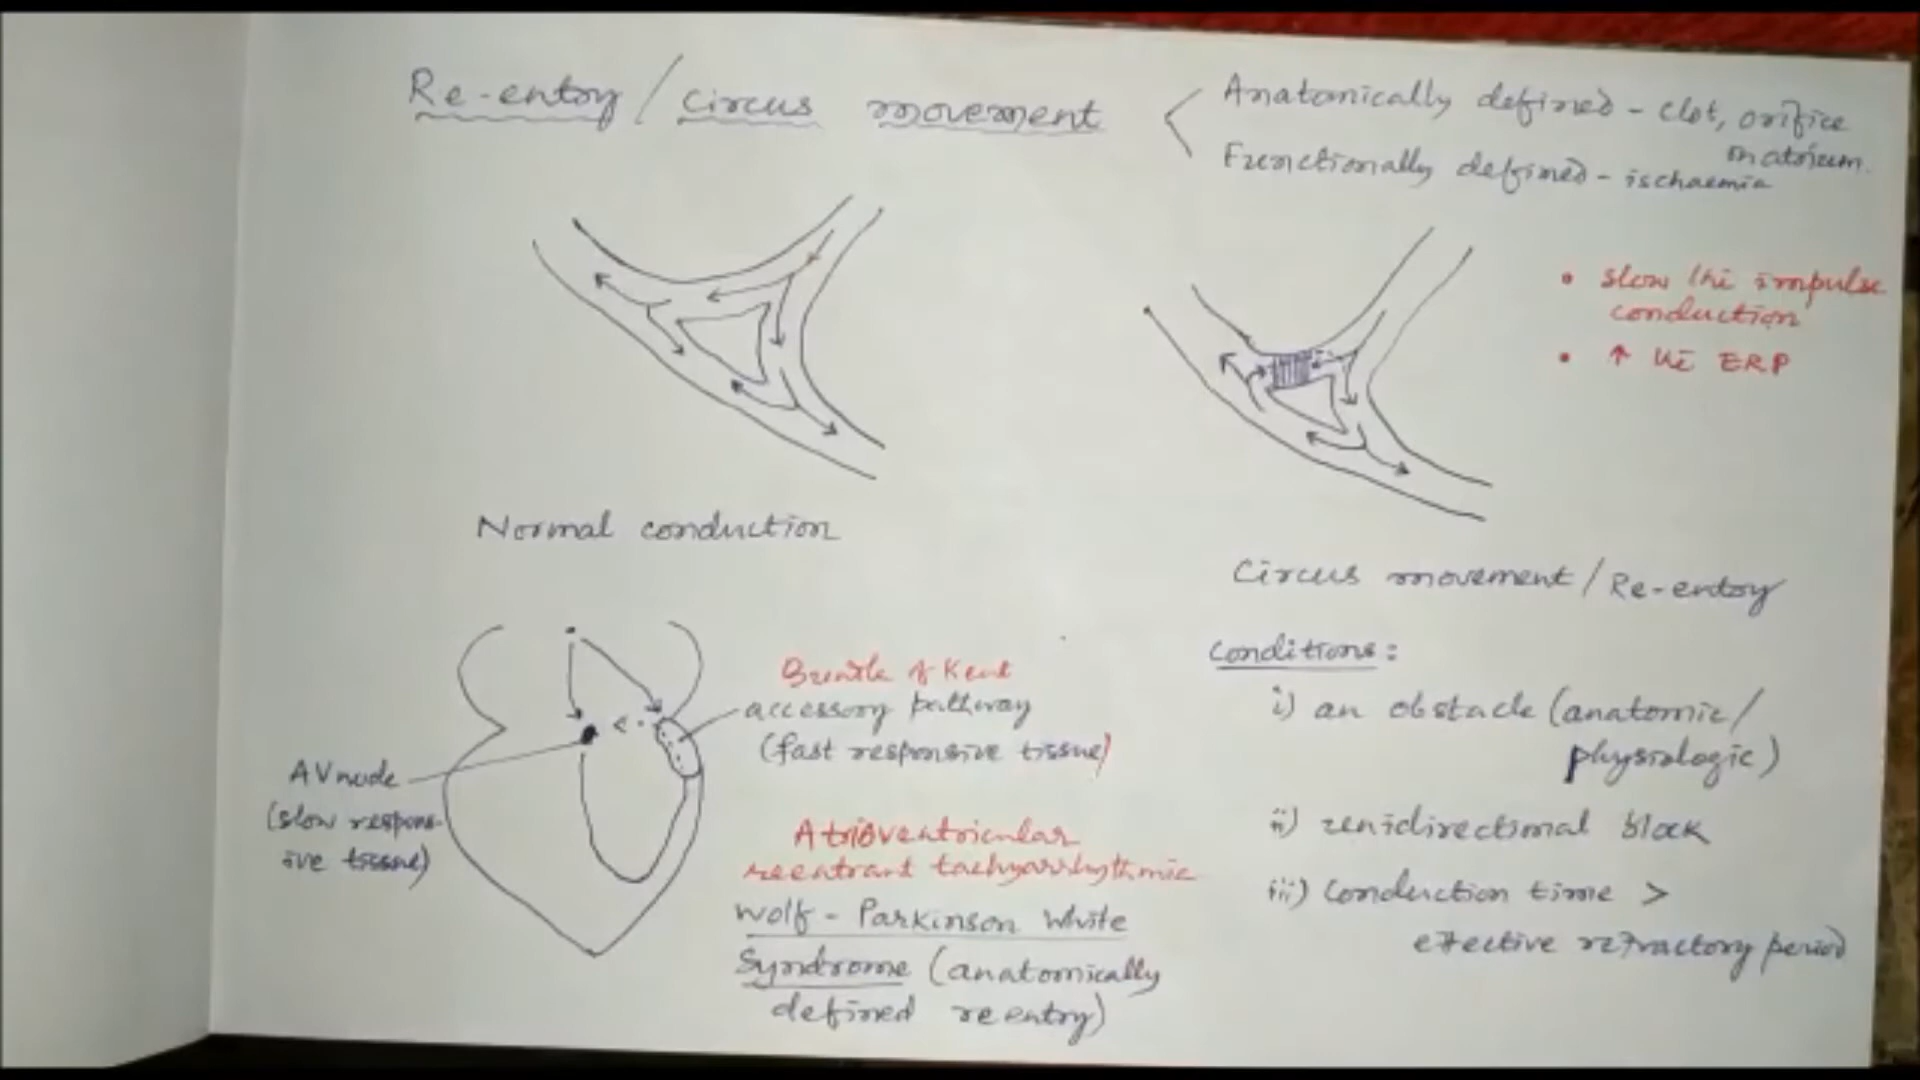 Re-entry / circus movement
Anatomically defined - clot, orifice
in atrium.
Functionally defined - ischaemia
• slow the impulse
conduction
• ↑ the ERP
Normal conduction
Circus movement / Re-entry
Bundle of Kent
accessory pathway
(fast responsive tissue)
AV node
(slow respons-
ive tissue)
Atrioventricular
reentrant tachyarrhythmia
Wolf - Parkinson White
Syndrome (anatomically
defined reentry)
Conditions:
i) an obstacle (anatomic/
physiologic)
ii) unidirectional block
iii) Conduction time >
effective refractory period